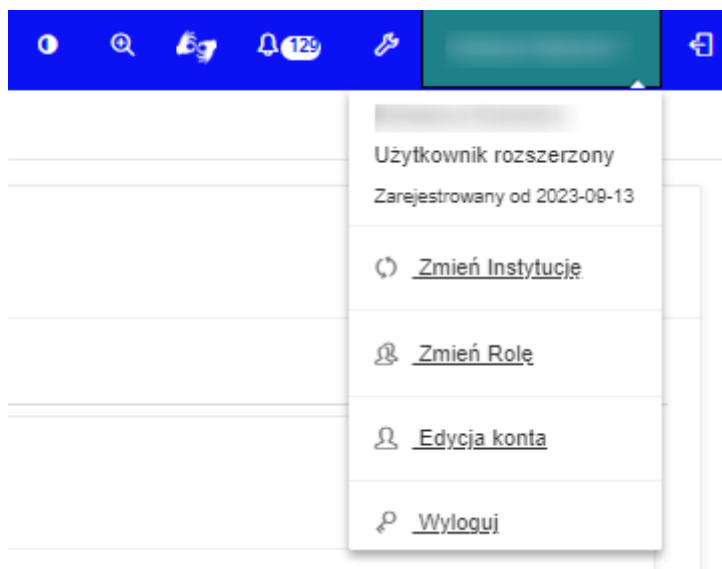 129
Użytkownik rozszerzony
Zarejestrowany od 2023-09-13
Zmień Instytucję
Zmień Rolę
Edycja konta
Wyloguj